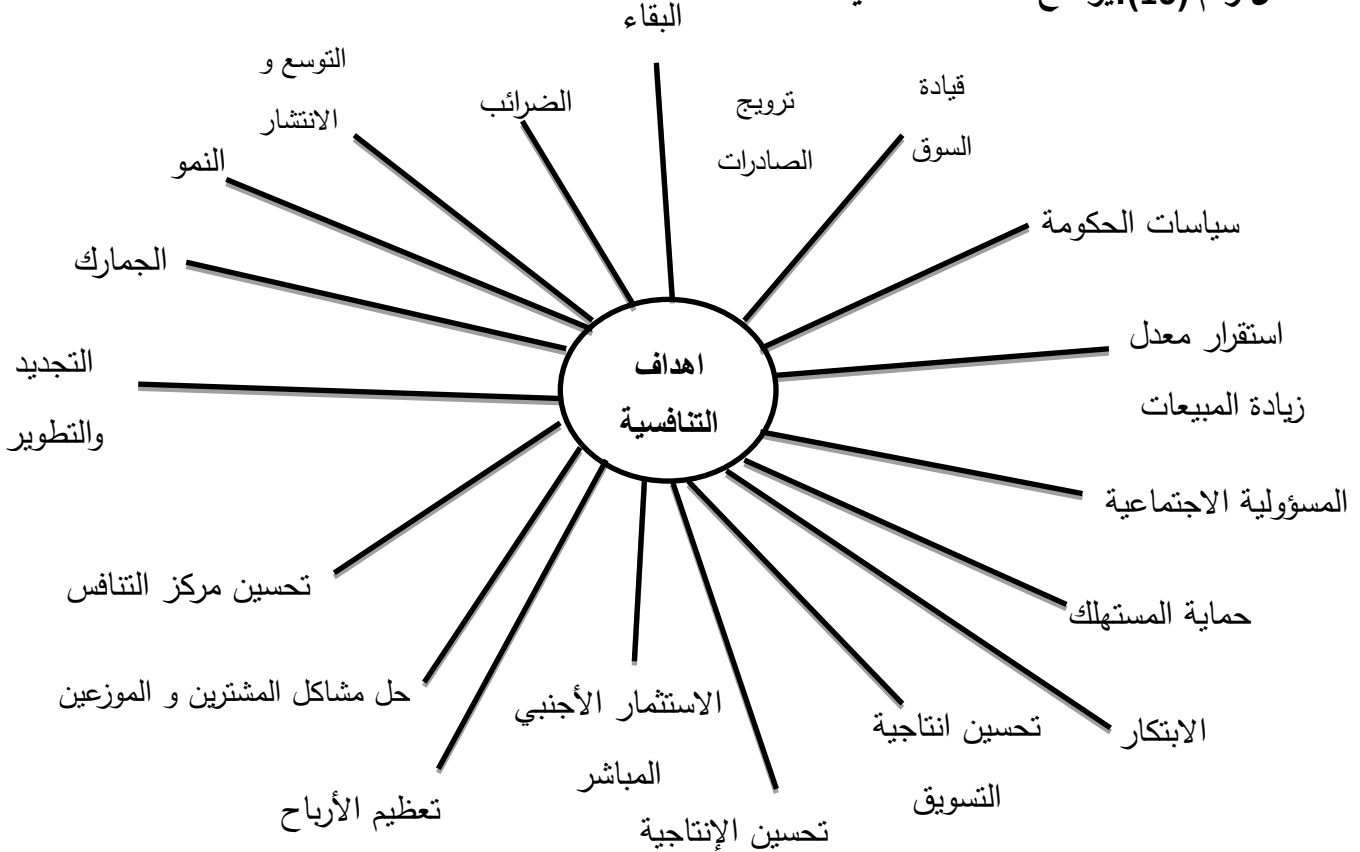 رقم (10):
البقاء
التوسع و
الانتشار
الضرائب
ترويج
الصادرات
قيادة
السوق
النمو
سياسات الحكومة
الجمارك
استقرار معدل
زيادة المبيعات
اهداف
التنافسية
التجديد
والتطوير
المسؤولية الاجتماعية
تحسين مركز التنافس
حماية المستهلك
حل مشاكل المشترين و الموزعين
الاستثمار الأجنبي
المباشر
تحسين انتاجية
التسويق
الابتكار
تعظيم الأرباح
تحسين الإنتاجية